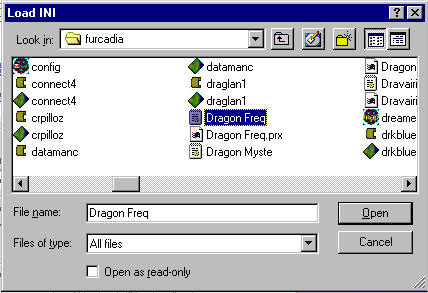 Load INI
Look in: furcadia
config
connect4
connect4
crpilloz
crpilloz
datamanc
datamanc
draglan1
draglan1
Dragon Freq
Dragon Freq.prx
Dragon Myste
Dragon
Dravairi
Dravairi
dreame
drkblue
drkblue
File name: Dragon Freq Open
Files of type: All files Cancel
Open as read-only